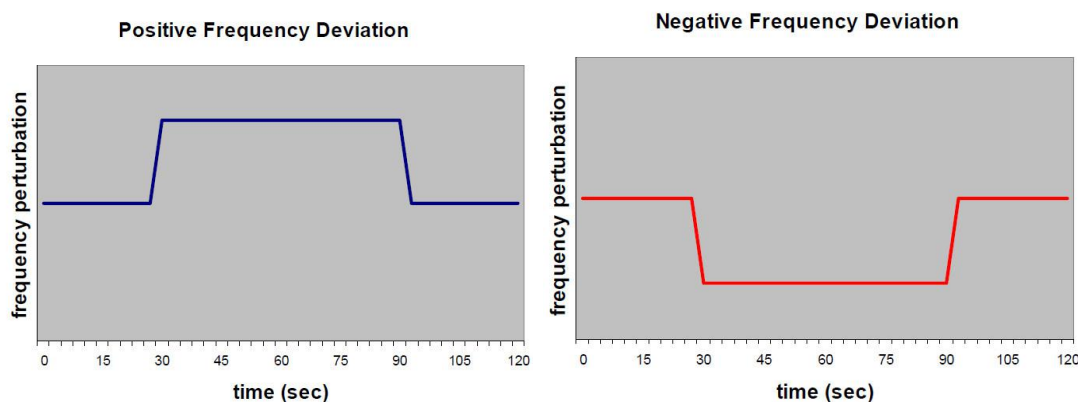 Positive Frequency Deviation
frequency perturbation
0 15 30 45 60 75 90 105 120
time (sec)
Negative Frequency Deviation
frequency perturbation
0 15 30 45 60 75 90 105 120
time (sec)